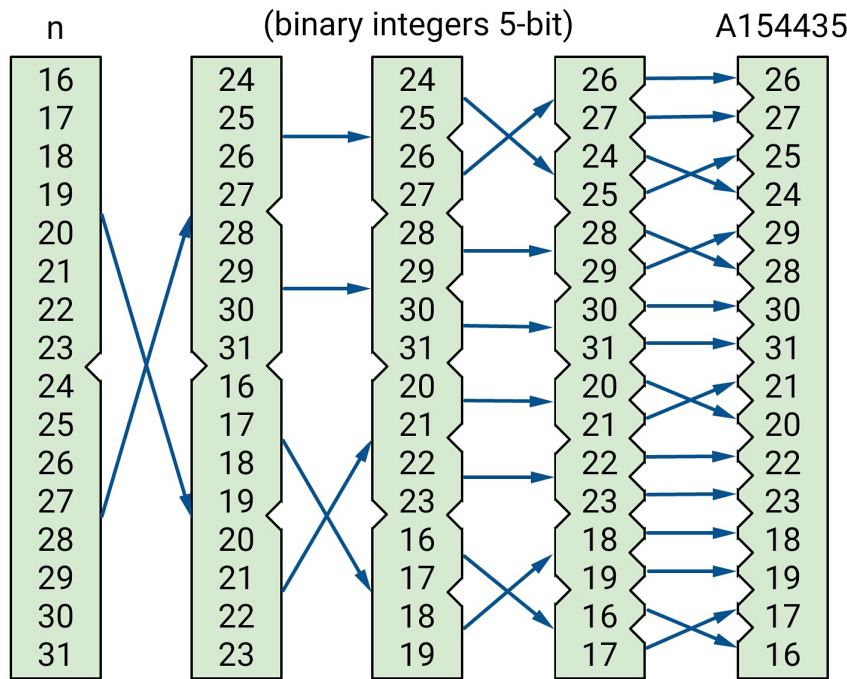 n (binary integers 5-bit) A154435
16 24 24 26 26
17 25 25 27 27
18 26 26 24 25
19 27 27 25 24
20 28 28 28 29
21 29 29 29 28
22 30 30 30 30
23 31 31 31 31
24 16 20 20 21
25 17 21 21 20
26 18 22 22 22
27 19 23 23 23
28 20 16 18 18
29 21 17 19 19
30 22 18 16 17
31 23 19 17 16